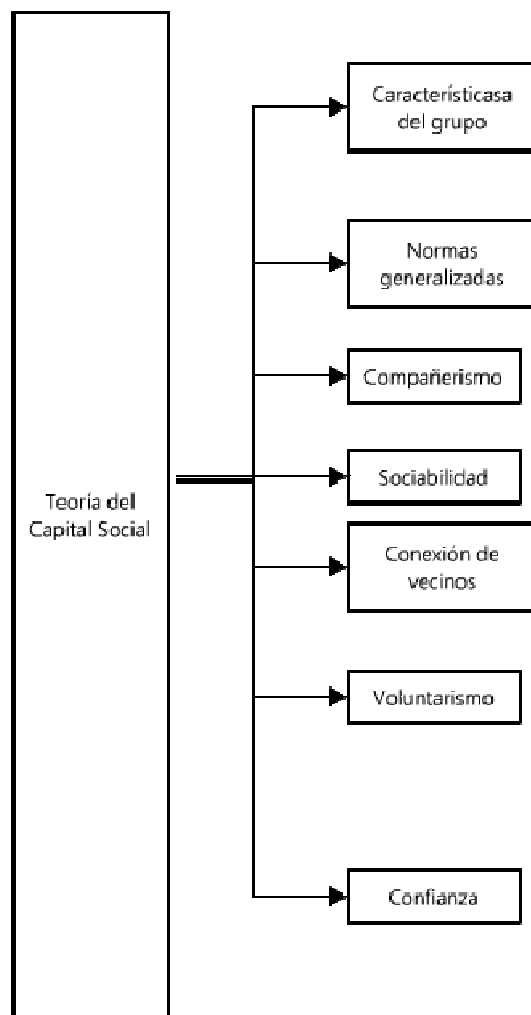 Teoría del
Capital Social
Característicasa
del grupo
Normas
generalizadas
Compañerismo
Sociabilidad
Conexión de
vecinos
Voluntarismo
Confianza